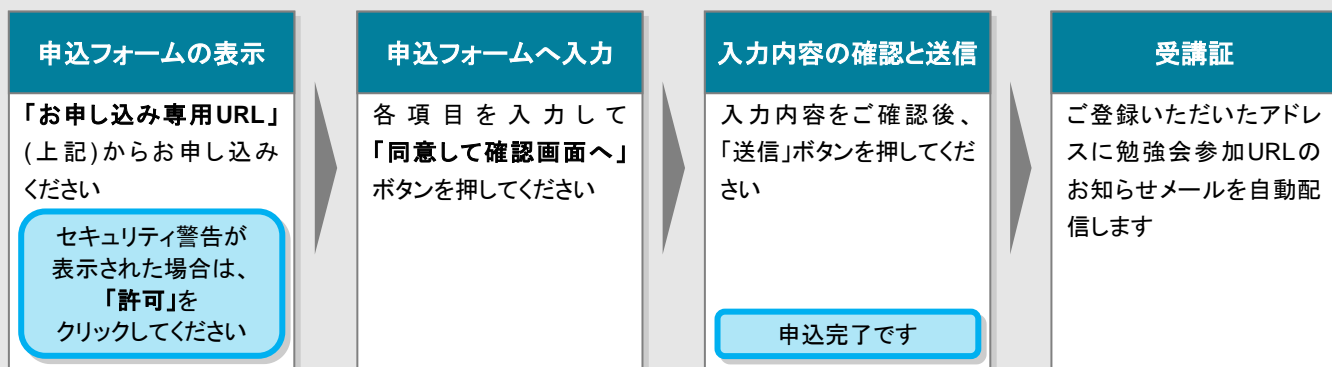 申込フォームの表示
「お申し込み専用URL」
(上記)からお申し込み
ください
セキュリティ警告が
表示された場合は、
「許可」を
クリックしてください
申込フォームへ入力
各項目を入力して
「同意して確認画面へ」
ボタンを押してください
入力内容の確認と送信
入力内容をご確認後、
「送信」ボタンを押してくだ
さい
申込完了です
受講証
ご登録いただいたアドレ
スに勉強会参加URLの
お知らせメールを自動配
信します